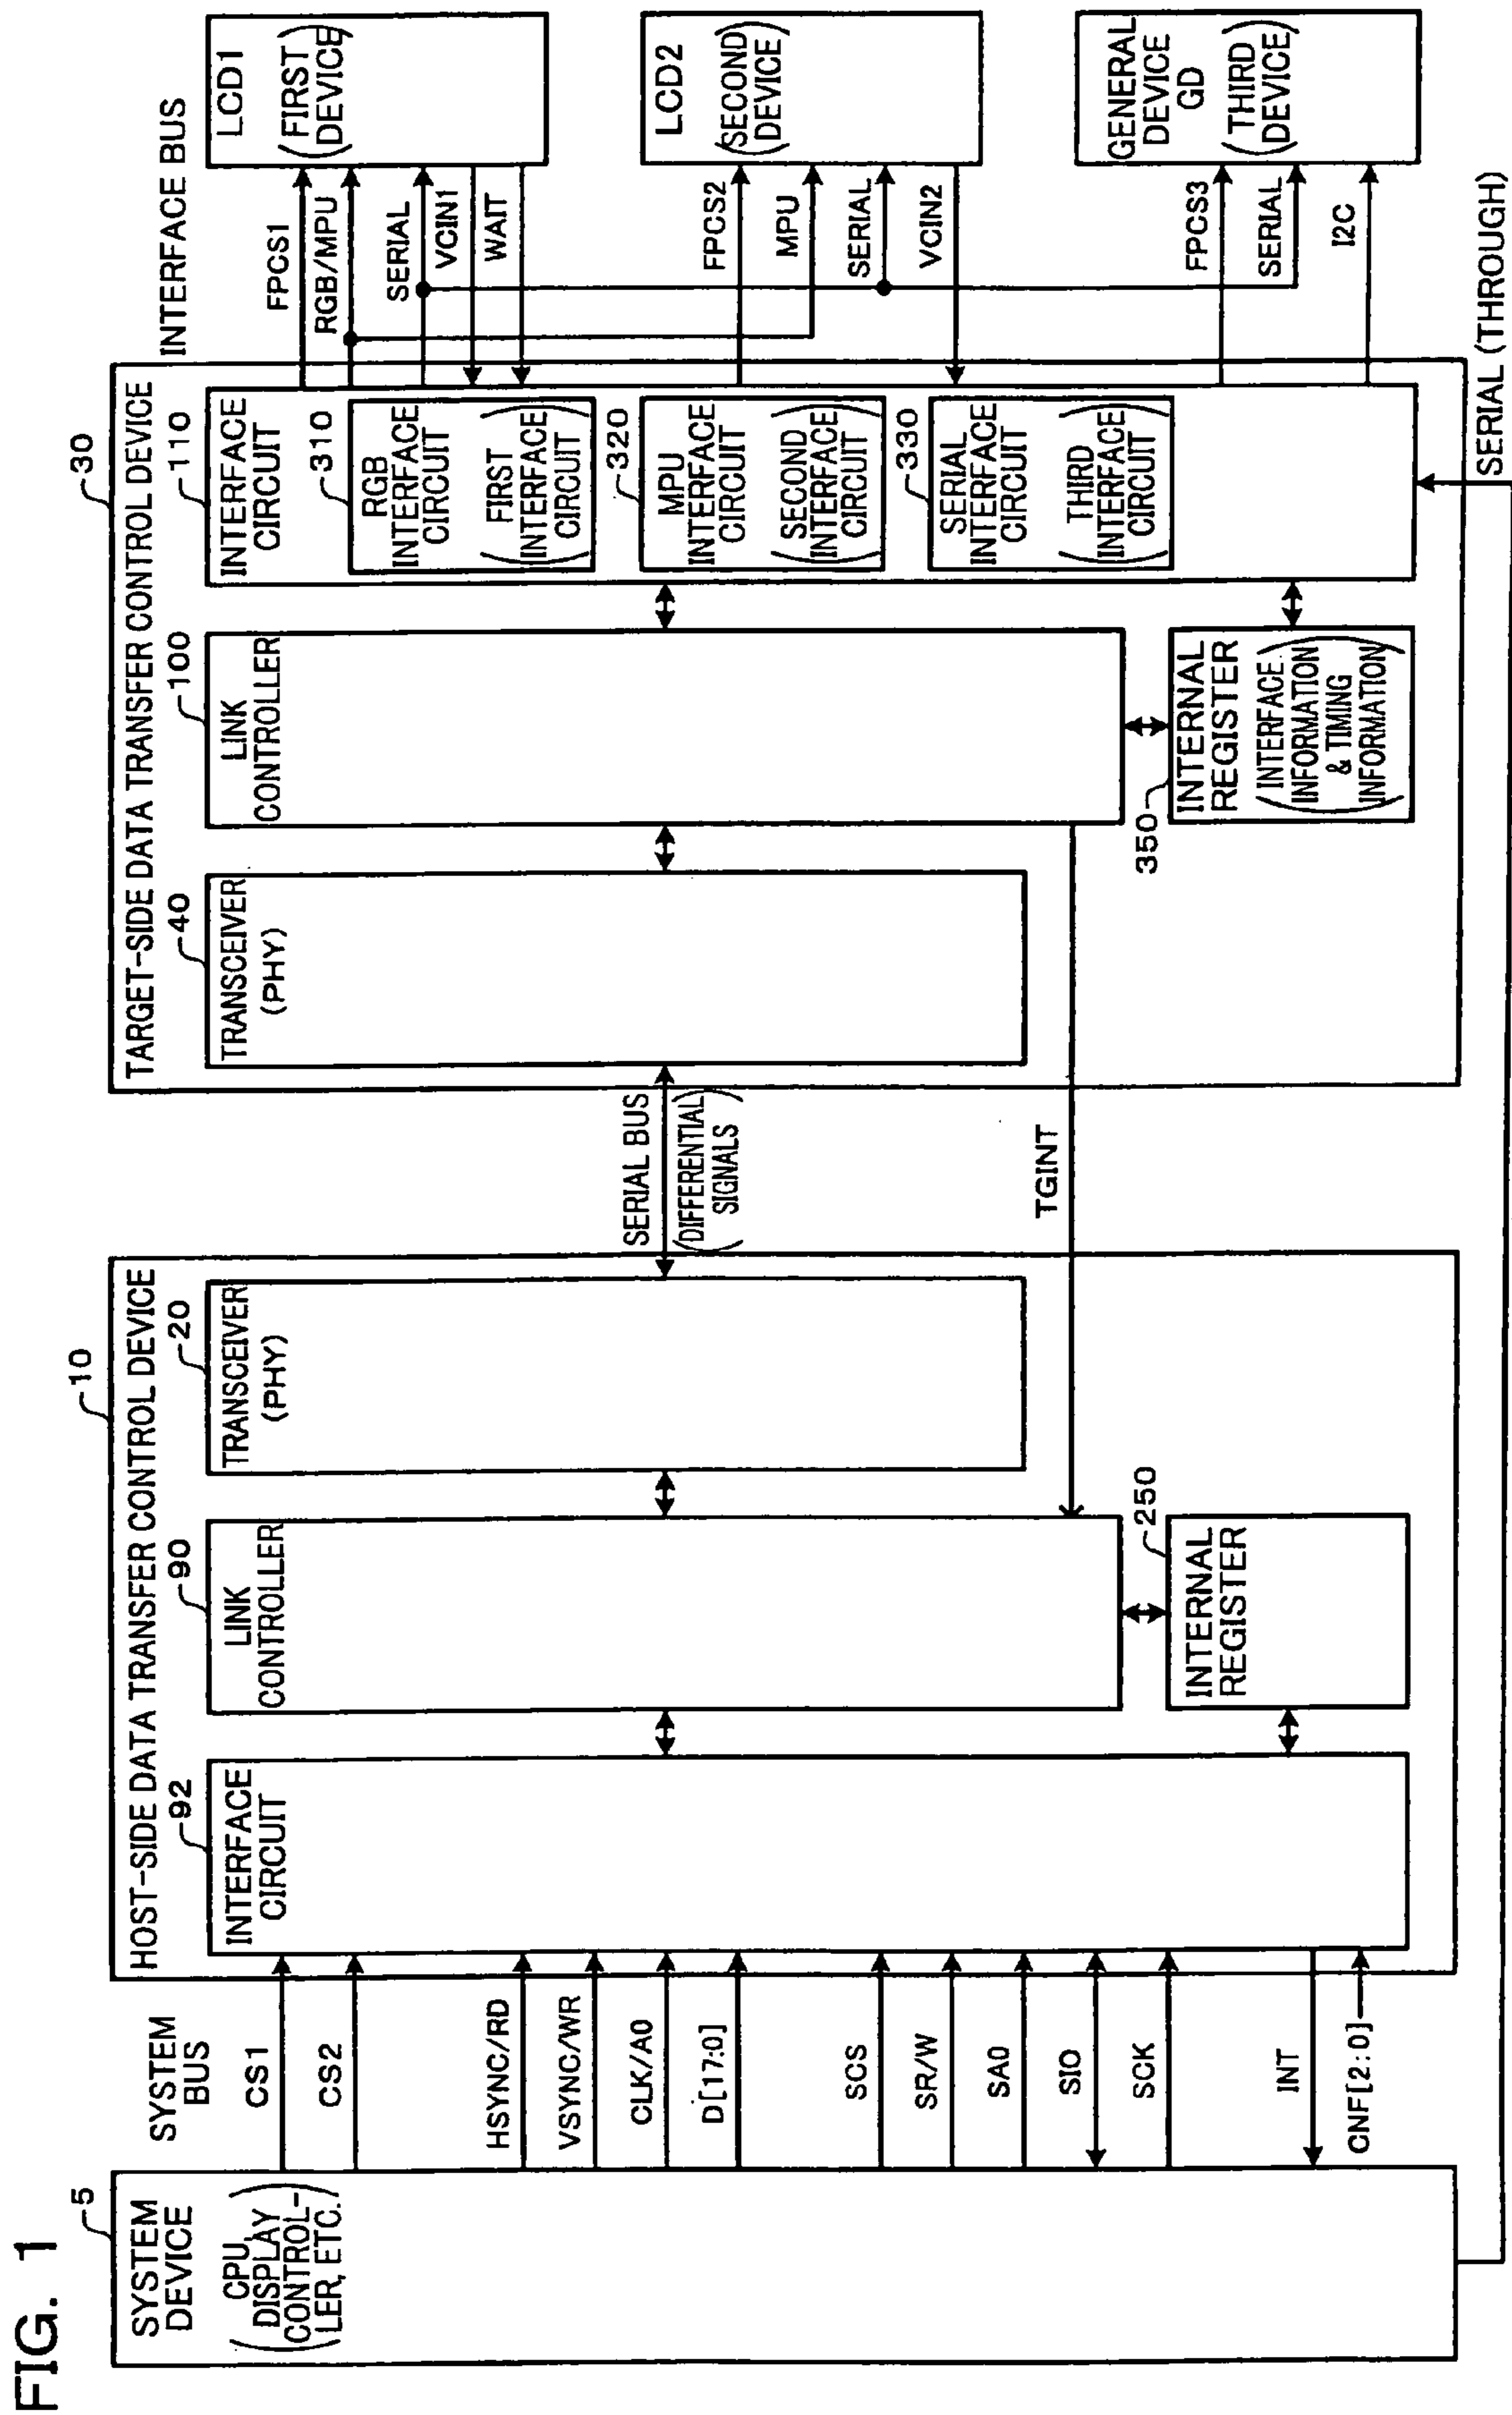 FIG. 1
SYSTEM
DEVICE
(CPU,
DISPLAY
CONTROL-
LER, ETC.)
5
SYSTEM
BUS
CS1
CS2
HSYNC/RD
VSYNC/WR
CLK/A0
D[17:0]
SCS
SR/W
SA0
SIO
SCK
INT
CNF[2:0]
10
HOST-SIDE DATA TRANSFER CONTROL DEVICE
92
INTERFACE
CIRCUIT
90
LINK
CONTROLLER
250
INTERNAL
REGISTER
20
TRANSCEIVER
(PHY)
SERIAL BUS
(DIFFERENTIAL
SIGNALS)
TGINT
30
TARGET-SIDE DATA TRANSFER CONTROL DEVICE
40
TRANSCEIVER
(PHY)
100
LINK
CONTROLLER
350
INTERNAL
REGISTER
(INTERFACE
INFORMATION
& TIMING
INFORMATION)
110
INTERFACE
CIRCUIT
310
RGB
INTERFACE
CIRCUIT
(FIRST
INTERFACE
CIRCUIT)
320
MPU
INTERFACE
CIRCUIT
(SECOND
INTERFACE
CIRCUIT)
330
SERIAL
INTERFACE
CIRCUIT
(THIRD
INTERFACE
CIRCUIT)
INTERFACE BUS
FPCS1
RGB/MPU
SERIAL
VCIN1
WAIT
FPCS2
MPU
SERIAL
VCIN2
FPCS3
SERIAL
I2C
SERIAL (THROUGH)
LCD1
(FIRST
DEVICE)
LCD2
(SECOND
DEVICE)
GENERAL
DEVICE
GD
(THIRD
DEVICE)